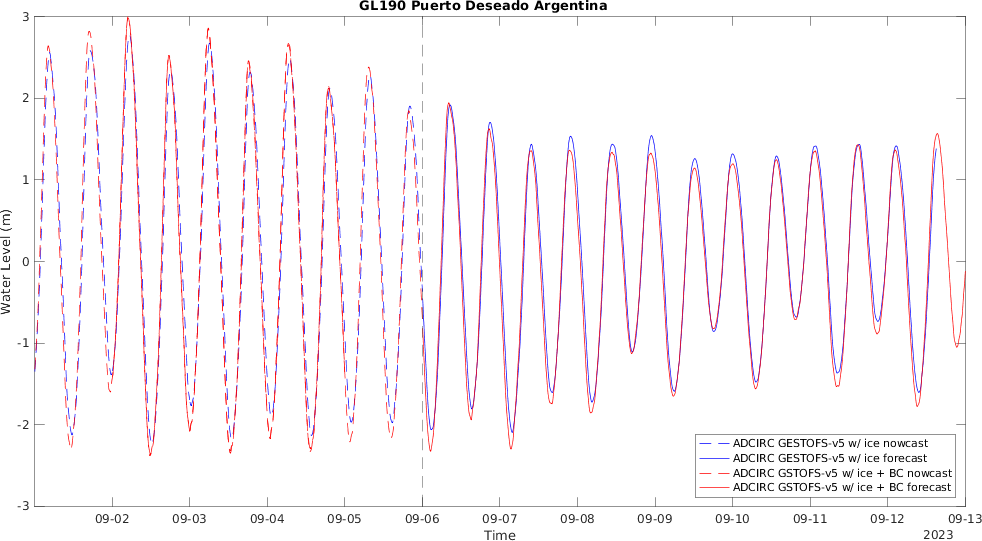 GL190 Puerto Deseado Argentina
3
2
1
0
-1
-2
-3
Water Level (m)
ADCIRC GESTOFS-v5 w/ ice nowcast
ADCIRC GESTOFS-v5 w/ ice forecast
ADCIRC GSTOFS-v5 w/ ice + BC nowcast
ADCIRC GSTOFS-v5 w/ ice + BC forecast
09-02 09-03 09-04 09-05 09-06 09-07 09-08 09-09 09-10 09-11 09-12 09-13
Time
2023